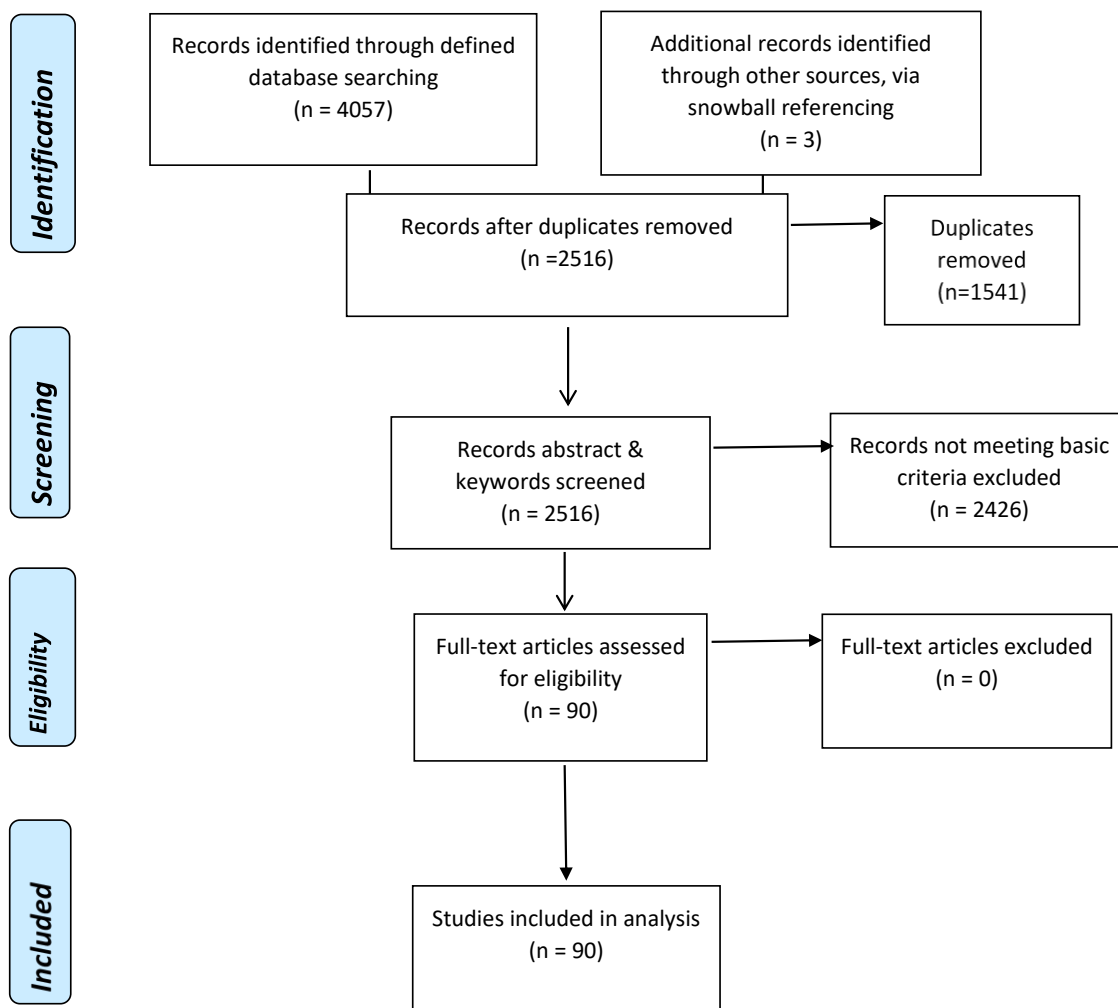 Identification
Records identified through defined
database searching
(n = 4057)
Additional records identified
through other sources, via
snowball referencing
(n = 3)
Records after duplicates removed
(n =2516)
Duplicates
removed
(n=1541)
Screening
Records abstract &
keywords screened
(n = 2516)
Records not meeting basic
criteria excluded
(n = 2426)
Eligibility
Full-text articles assessed
for eligibility
(n = 90)
Full-text articles excluded
(n = 0)
Included
Studies included in analysis
(n = 90)